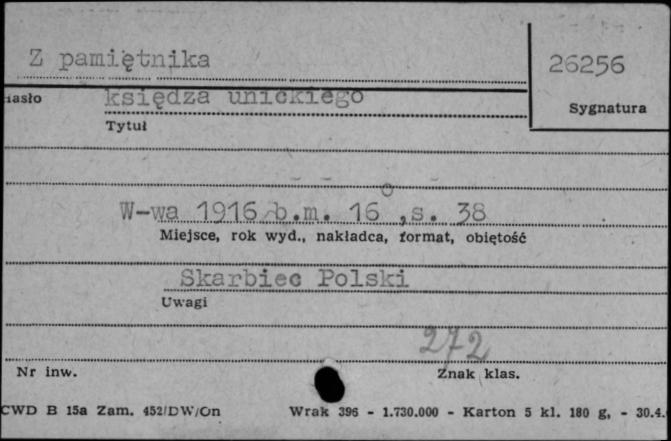 Z pamiętnika
26256
hasło
księdza unickiego
Sygnatura
Tytuł
W-wa 1916 b.m. 16°, s. 38
Miejsce, rok wyd., nakładca, format, obiętość
Skarbiec Polski
Uwagi
272
Nr inw.
Znak klas.
CWD B 15a Zam. 452/DW/On Wrak 396 - 1.730.000 - Karton 5 kl. 180 g, - 30.4.